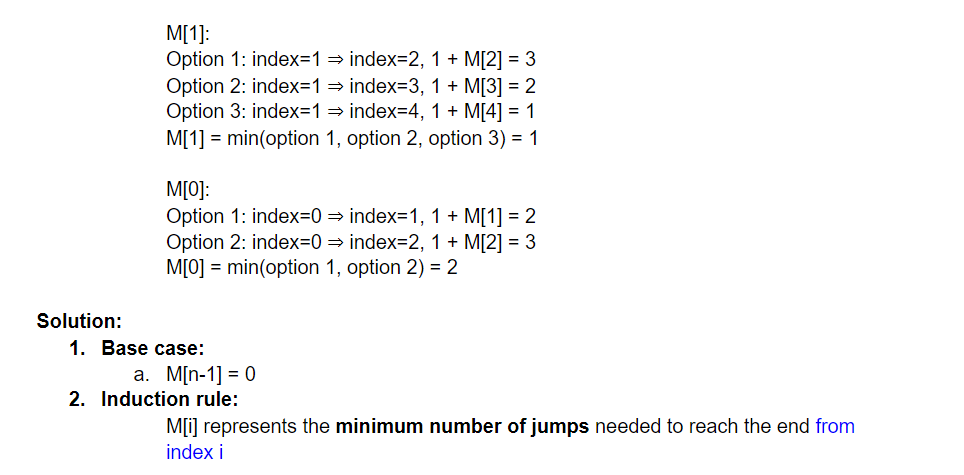 M[1]:
Option 1: index=1 ⇒ index=2, 1 + M[2] = 3
Option 2: index=1 ⇒ index=3, 1 + M[3] = 2
Option 3: index=1 ⇒ index=4, 1 + M[4] = 1
M[1] = min(option 1, option 2, option 3) = 1
M[0]:
Option 1: index=0 ⇒ index=1, 1 + M[1] = 2
Option 2: index=0 ⇒ index=2, 1 + M[2] = 3
M[0] = min(option 1, option 2) = 2
Solution:
1. Base case:
a. M[n-1] = 0
2. Induction rule:
M[i] represents the minimum number of jumps needed to reach the end from
index i